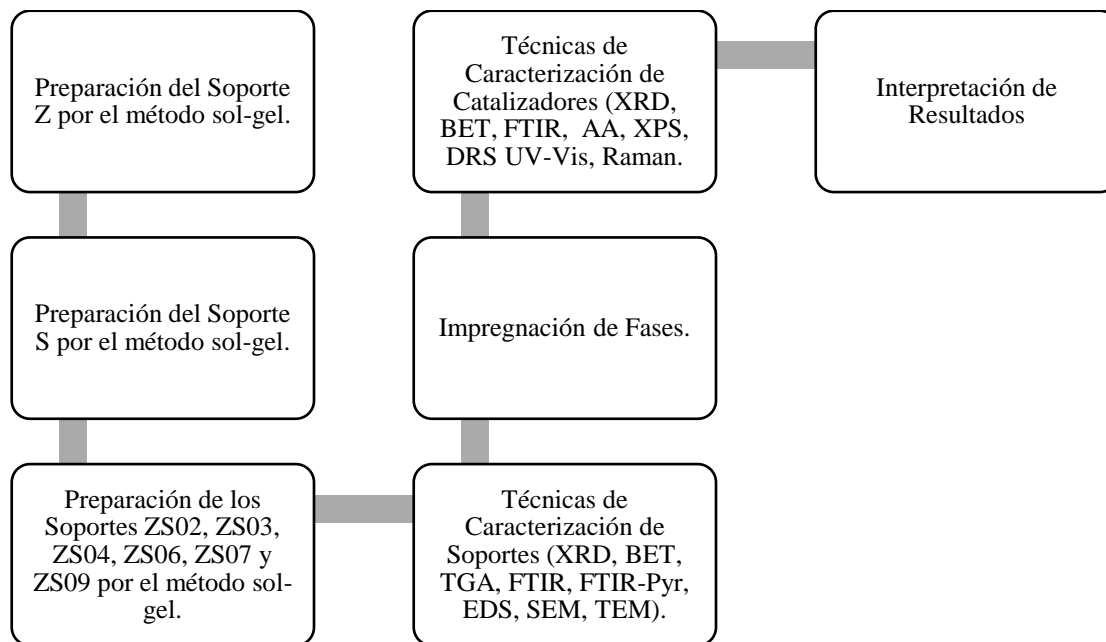 Preparación del Soporte
Z por el método sol-gel.
Preparación del Soporte
S por el método sol-gel.
Preparación de los
Soportes ZS02, ZS03,
ZS04, ZS06, ZS07 y
ZS09 por el método sol-
gel.
Técnicas de
Caracterización de
Soportes (XRD, BET,
TGA, FTIR, FTIR-Pyr,
EDS, SEM, TEM).
Impregnación de Fases.
Técnicas de
Caracterización de
Catalizadores (XRD,
BET, FTIR, AA, XPS,
DRS UV-Vis, Raman.
Interpretación de
Resultados